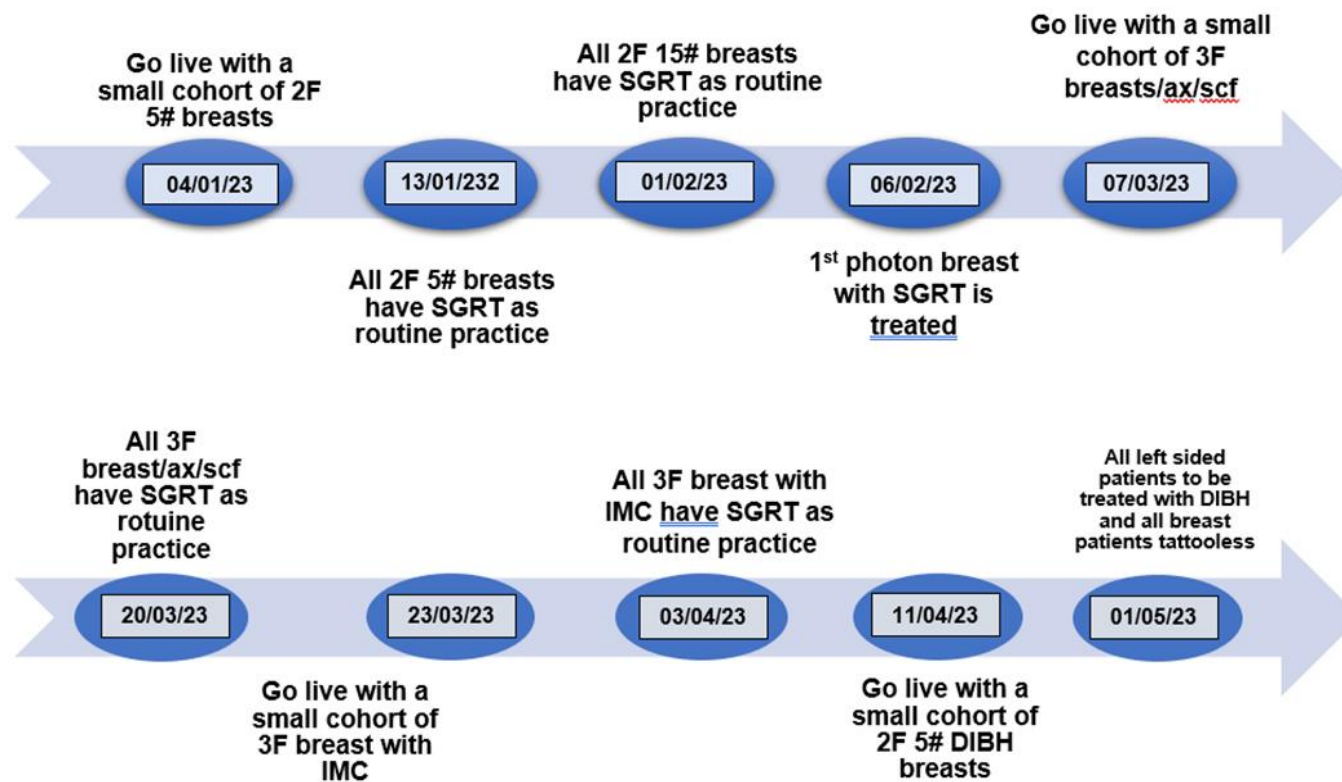 Go live with a
small cohort of 2F
5# breasts
04/01/23
13/01/232
All 2F 5# breasts
have SGRT as
routine practice
All 2F 15# breasts
have SGRT as routine
practice
01/02/23
06/02/23
1st photon breast
with SGRT is
treated
Go live with a small
cohort of 3F
breasts/ax/scf
07/03/23
All 3F
breast/ax/scf
have SGRT as
rotuine
practice
20/03/23
23/03/23
Go live with a
small cohort of
3F breast with
IMC
All 3F breast with
IMC have SGRT as
routine practice
03/04/23
11/04/23
Go live with a
small cohort of
2F 5# DIBH
breasts
All left sided
patients to be
treated with DIBH
and all breast
patients tattooless
01/05/23